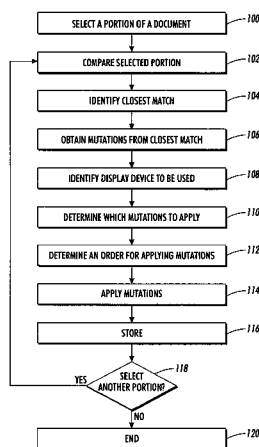 SELECT A PORTION OF A DOCUMENT
100
COMPARE SELECTED PORTION
102
IDENTIFY CLOSEST MATCH
104
OBTAIN MUTATIONS FROM CLOSEST MATCH
106
IDENTIFY DISPLAY DEVICE TO BE USED
108
DETERMINE WHICH MUTATIONS TO APPLY
110
DETERMINE AN ORDER FOR APPLYING MUTATIONS
112
APPLY MUTATIONS
114
STORE
116
SELECT
ANOTHER PORTION?
118
YES
NO
END
120